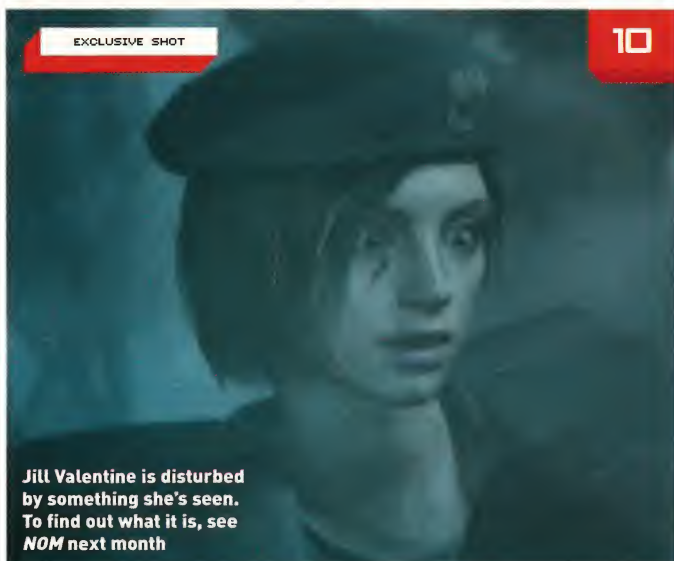 EXCLUSIVE SHOT
10
Jill Valentine is disturbed
by something she's seen.
To find out what it is, see
NOM next month